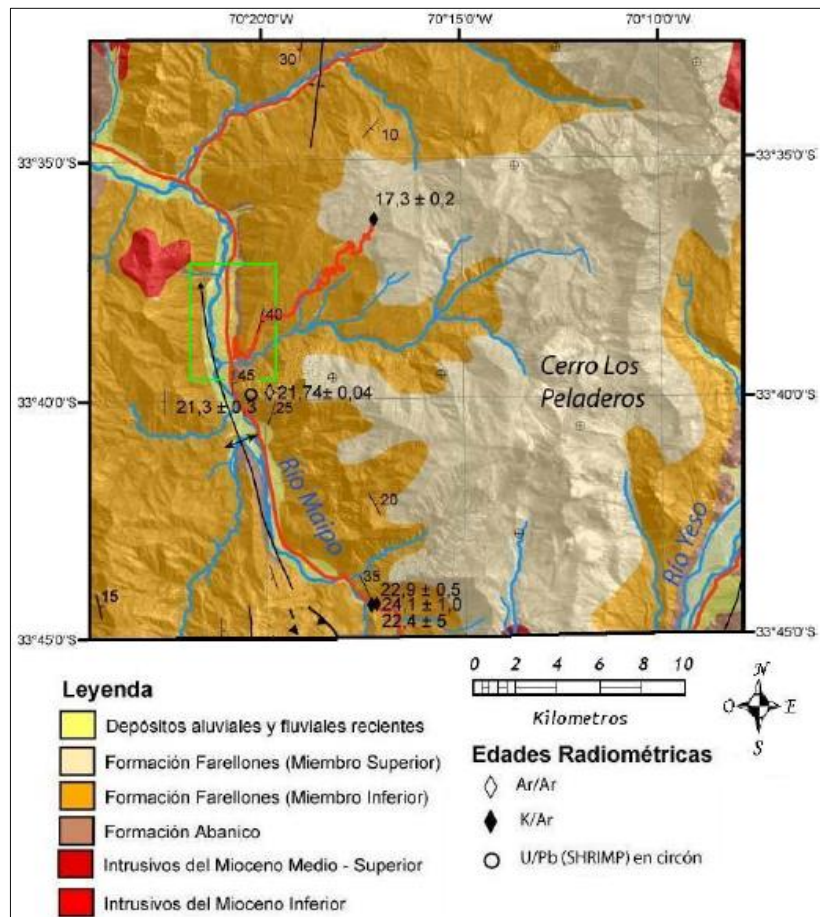 70°20'0"W 70°15'0"W 70°10'0"W
30
10
33°35'0"S 33°35'0"S
17,3 ± 0,2
40
Cerro Los
Peladeros
45
33°40'0"S 33°40'0"S
21,74± 0,04
21,3 ± 0,3
25
Río Maipo
20
Río Yeso
35
15
22,9 ± 0,5
24,1 ± 1,0
22,4 ± 5
33°45'0"S 33°45'0"S
Leyenda
Depósitos aluviales y fluviales recientes
Formación Farellones (Miembro Superior)
Formación Farellones (Miembro Inferior)
Formación Abanico
Intrusivos del Mioceno Medio - Superior
Intrusivos del Mioceno Inferior
0 2 4 6 8 10
Kilometros
N
O E
S
Edades Radiométricas
Ar/Ar
K/Ar
U/Pb (SHRIMP) en circón